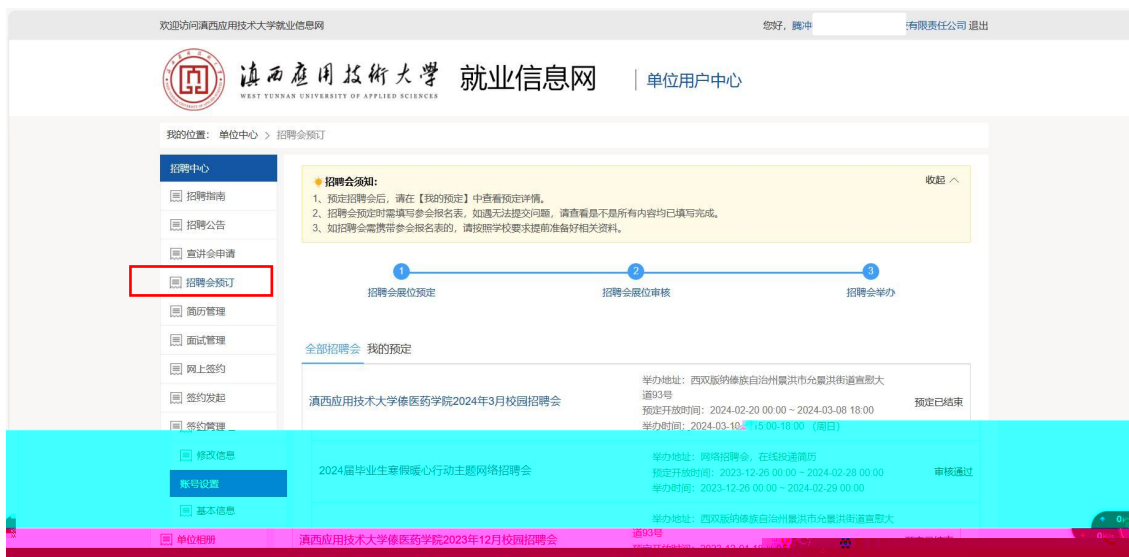 欢迎访问滇西应用技术大学就业信息网
您好，腾冲
有限责任公司 退出
滇西应用技术大学 就业信息网 单位用户中心
WEST YUNNAN UNIVERSITY OF APPLIED SCIENCES
我的位置： 单位中心 > 招聘会预订
招聘中心
招聘指南
招聘公告
宣讲会申请
招聘会预订
简历管理
面试管理
网上签约
签约发起
签约管理
修改信息
账号设置
基本信息
单位相册
招聘会须知：
收起
1、预定招聘会后，请在【我的预定】中查看预定详情。
2、招聘会预定时需填写参会报名表，如遇无法提交问题，请查看是不是所有内容均已填写完成。
3、如招聘会需携带参会报名表的，请按照学校要求提前准备好相关资料。
1
2
3
招聘会展位预定
招聘会展位审核
招聘会举办
全部招聘会 我的预定
滇西应用技术大学傣医药学院2024年3月校园招聘会
举办地址：西双版纳傣族自治州景洪市允景洪街道宣慰大
道93号
预定开放时间：2024-02-20 00:00 ~ 2024-03-08 18:00
举办时间：2024-03-10 15:00-18:00 （周日）
预定已结束
2024届毕业生寒假暖心行动主题网络招聘会
举办地址：网络招聘会，在线投递简历
预定开放时间：2023-12-26 00:00 ~ 2024-02-28 00:00
举办时间：2023-12-26 00:00 ~ 2024-02-29 00:00
审核通过
滇西应用技术大学傣医药学院2023年12月校园招聘会
举办地址：西双版纳傣族自治州景洪市允景洪街道宣慰大
道93号